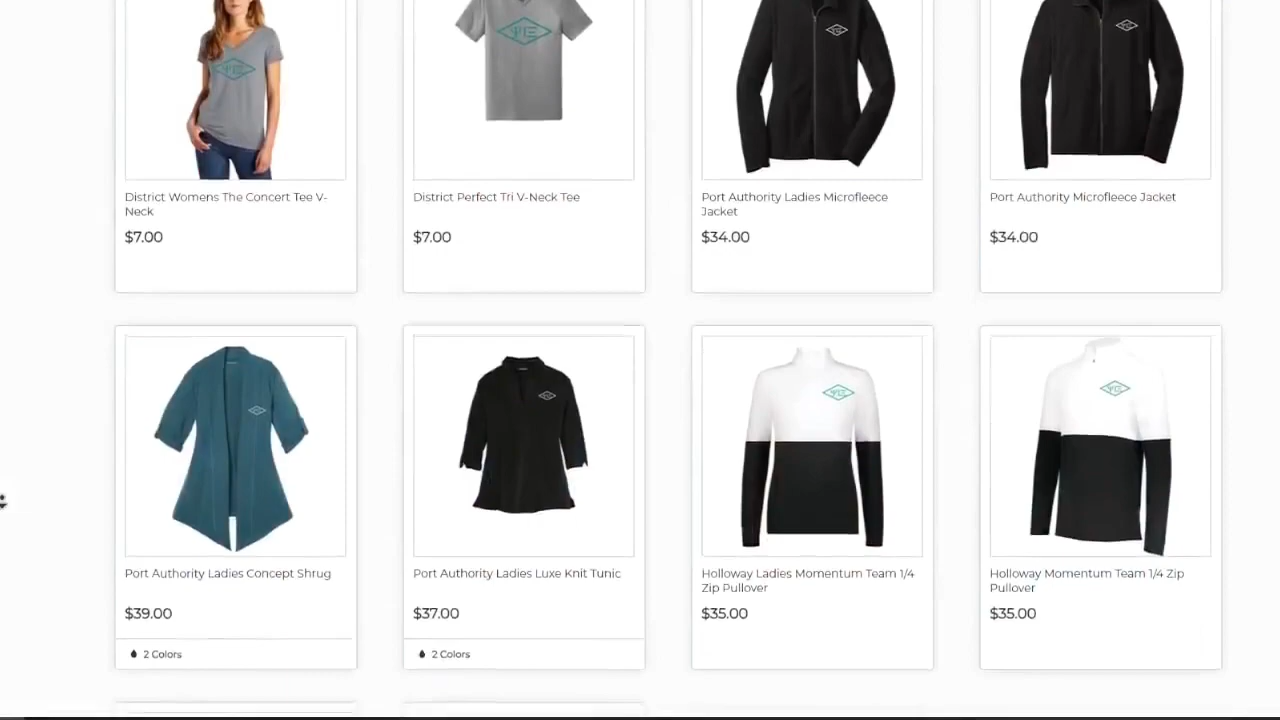 District Womens The Concert Tee V-
Neck
$7.00
District Perfect Tri V-Neck Tee
$7.00
Port Authority Ladies Microfleece
Jacket
$34.00
Port Authority Microfleece Jacket
$34.00
Port Authority Ladies Concept Shrug
$39.00
2 Colors
Port Authority Ladies Luxe Knit Tunic
$37.00
2 Colors
Holloway Ladies Momentum Team 1/4
Zip Pullover
$35.00
Holloway Momentum Team 1/4 Zip
Pullover
$35.00